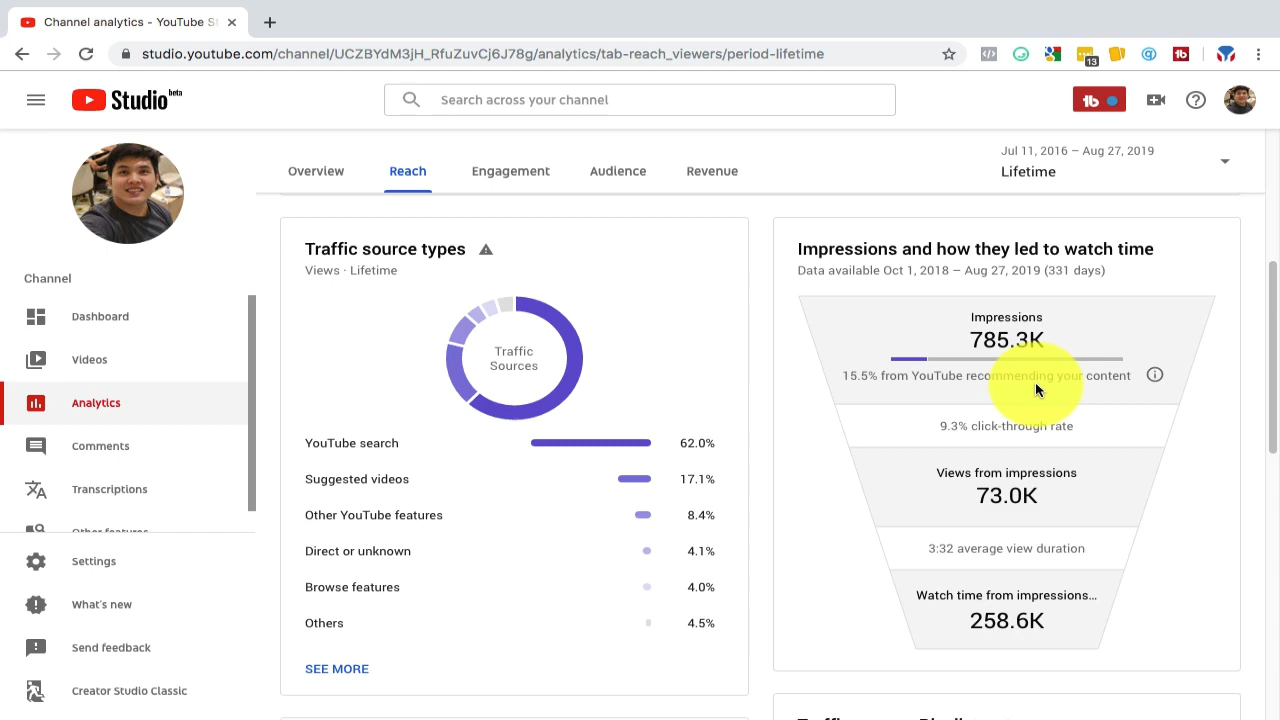 Channel analytics - YouTube S
studio.youtube.com/channel/UCZBYdM3jH_RfuZuvCj6J78g/analytics/tab-reach_viewers/period-lifetime
13
Studio beta
Search across your channel
Overview
Reach
Engagement
Audience
Revenue
Jul 11, 2016 – Aug 27, 2019
Lifetime
Channel
Dashboard
Videos
Analytics
Comments
Transcriptions
Other features
Settings
What's new
Send feedback
Creator Studio Classic
Traffic source types
Views · Lifetime
Traffic
Sources
YouTube search 62.0%
Suggested videos 17.1%
Other YouTube features 8.4%
Direct or unknown 4.1%
Browse features 4.0%
Others 4.5%
SEE MORE
Impressions and how they led to watch time
Data available Oct 1, 2018 – Aug 27, 2019 (331 days)
Impressions
785.3K
15.5% from YouTube recommending your content
9.3% click-through rate
Views from impressions
73.0K
3:32 average view duration
Watch time from impressions...
258.6K